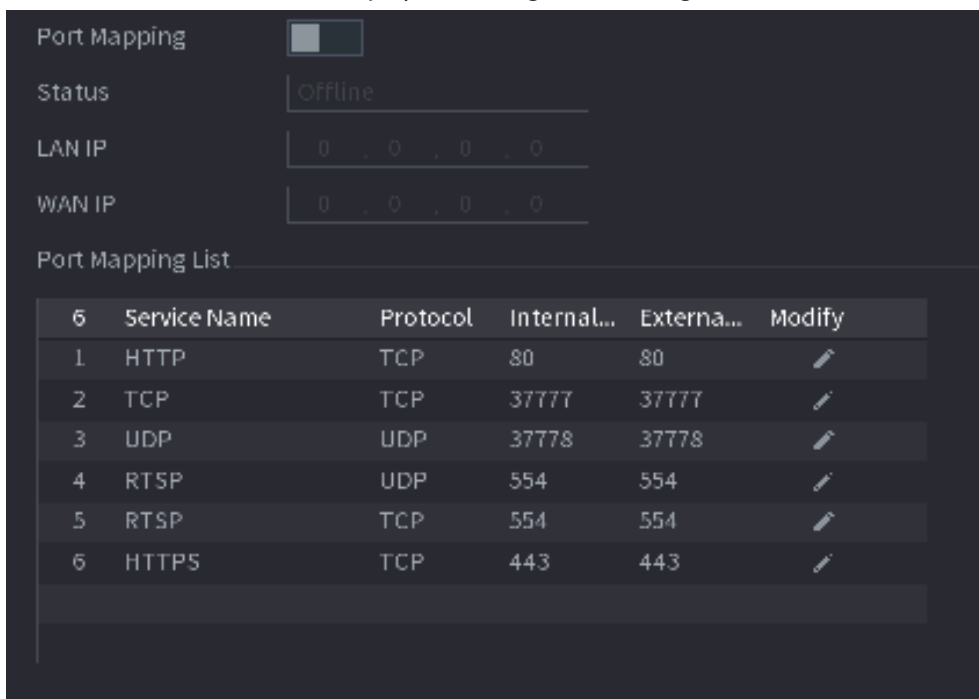 Port Mapping
Status Offline
LAN IP 0 . 0 . 0 . 0
WAN IP 0 . 0 . 0 . 0
Port Mapping List
6 Service Name Protocol Internal... Externa... Modify
1 HTTP TCP 80 80
2 TCP TCP 37777 37777
3 UDP UDP 37778 37778
4 RTSP UDP 554 554
5 RTSP TCP 554 554
6 HTTPS TCP 443 443